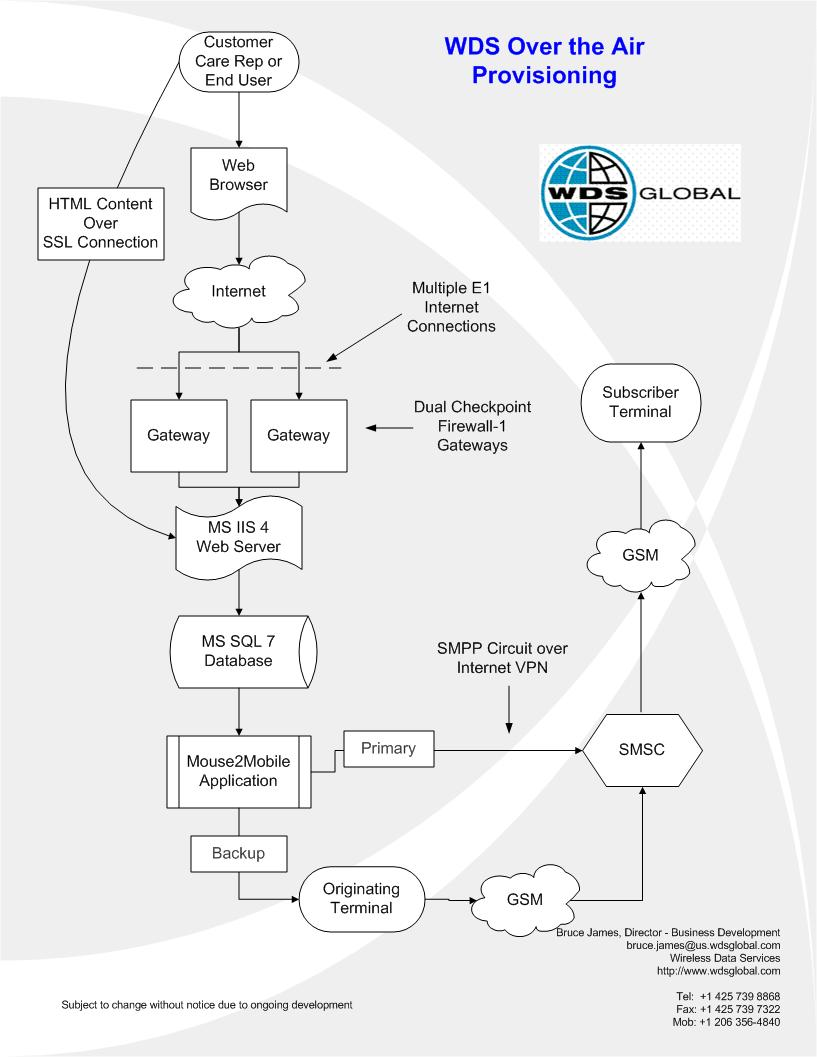 WDS Over the Air
Provisioning
Customer
Care Rep or
End User
Web
Browser
HTML Content
Over
SSL Connection
WDS GLOBAL
Internet
Multiple E1
Internet
Connections
Gateway
Gateway
Dual Checkpoint
Firewall-1
Gateways
Subscriber
Terminal
MS IIS 4
Web Server
GSM
MS SQL 7
Database
SMPP Circuit over
Internet VPN
Mouse2Mobile
Application
Primary
SMSC
Backup
Originating
Terminal
GSM
Bruce James, Director - Business Development
bruce.james@us.wdsglobal.com
Wireless Data Services
http://www.wdsglobal.com
Tel: +1 425 739 8868
Fax: +1 425 739 7322
Mob: +1 206 356-4840
Subject to change without notice due to ongoing development